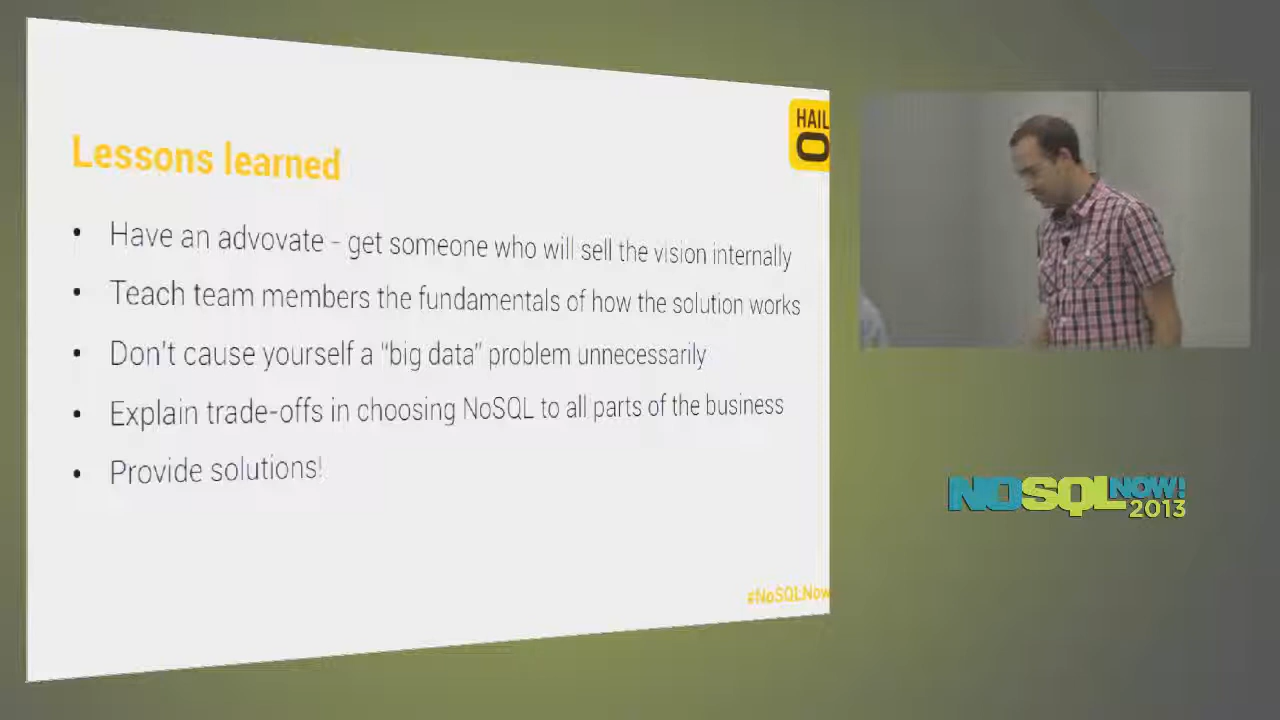 HAIL
O
Lessons learned
• Have an advovate - get someone who will sell the vision internally
• Teach team members the fundamentals of how the solution works
• Don't cause yourself a "big data" problem unnecessarily
• Explain trade-offs in choosing NoSQL to all parts of the business
• Provide solutions!
#NoSQLNow
NOSQLNOW!
2013